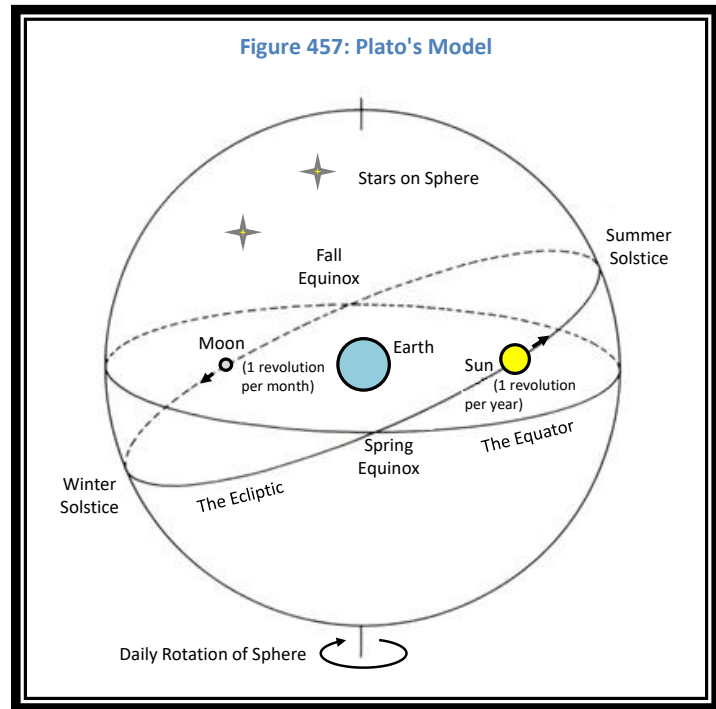 Figure 457: Plato's Model
Stars on Sphere
Summer
Solstice
Fall
Equinox
Moon
(1 revolution
per month)
Earth
Sun
(1 revolution
per year)
The Equator
Spring
Equinox
Winter
Solstice
The Ecliptic
Daily Rotation of Sphere